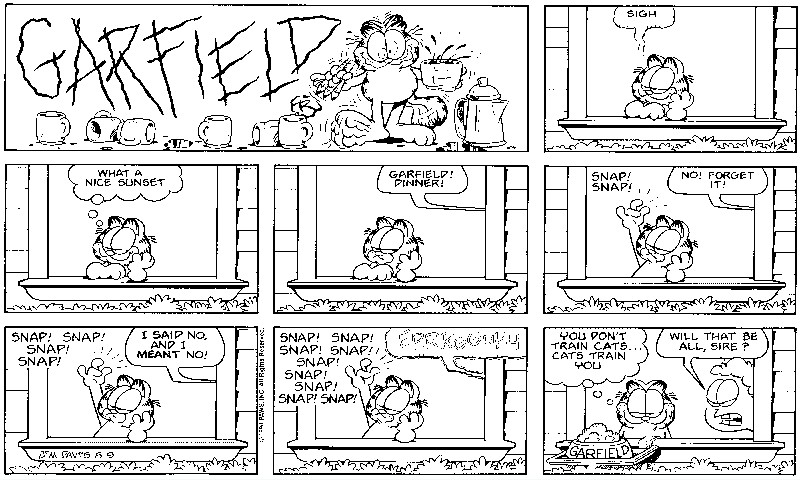 GARFIELD
SIGH
WHAT A
NICE SUNSET
GARFIELD!
DINNER!
SNAP!
SNAP!
NO! FORGET
IT!
SNAP! SNAP!
SNAP!
SNAP!
I SAID NO,
AND I
MEANT NO!
JIM DAVIS
SNAP! SNAP!
SNAP! SNAP!
SNAP!
SNAP!
SNAP!
SNAP! SNAP!
YOU DON'T
TRAIN CATS...
CATS TRAIN
YOU
WILL THAT BE
ALL, SIRE?
GARFIELD